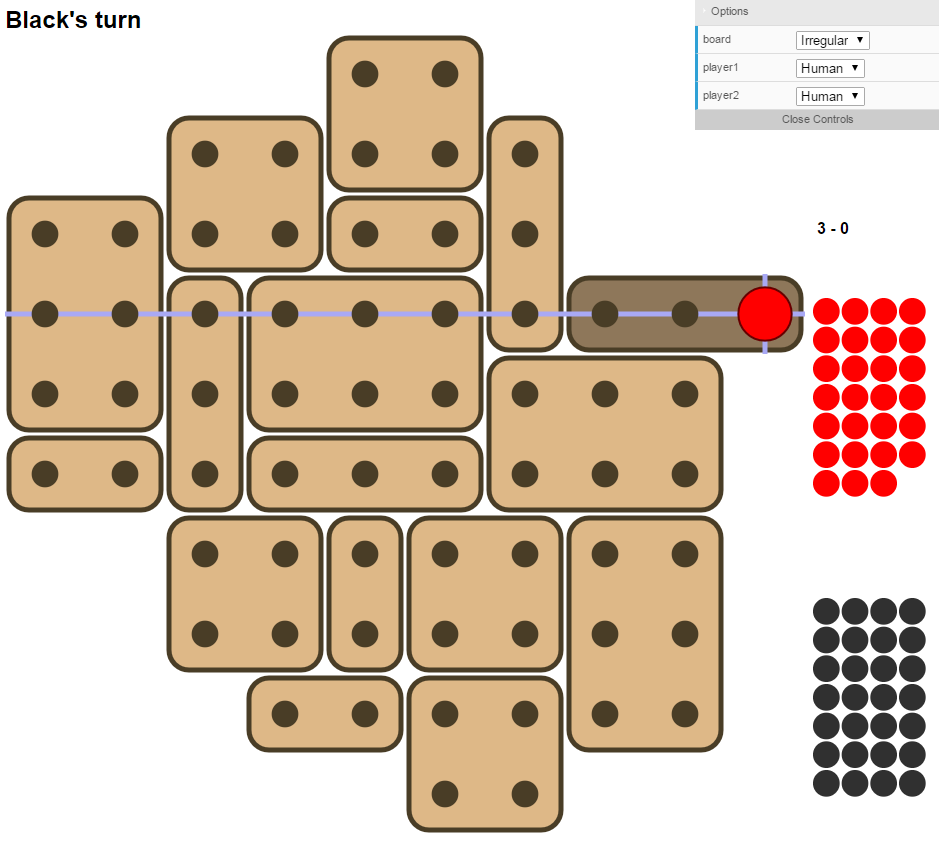 Black's turn
Options
board Irregular
player1 Human
player2 Human
Close Controls
3 - 0